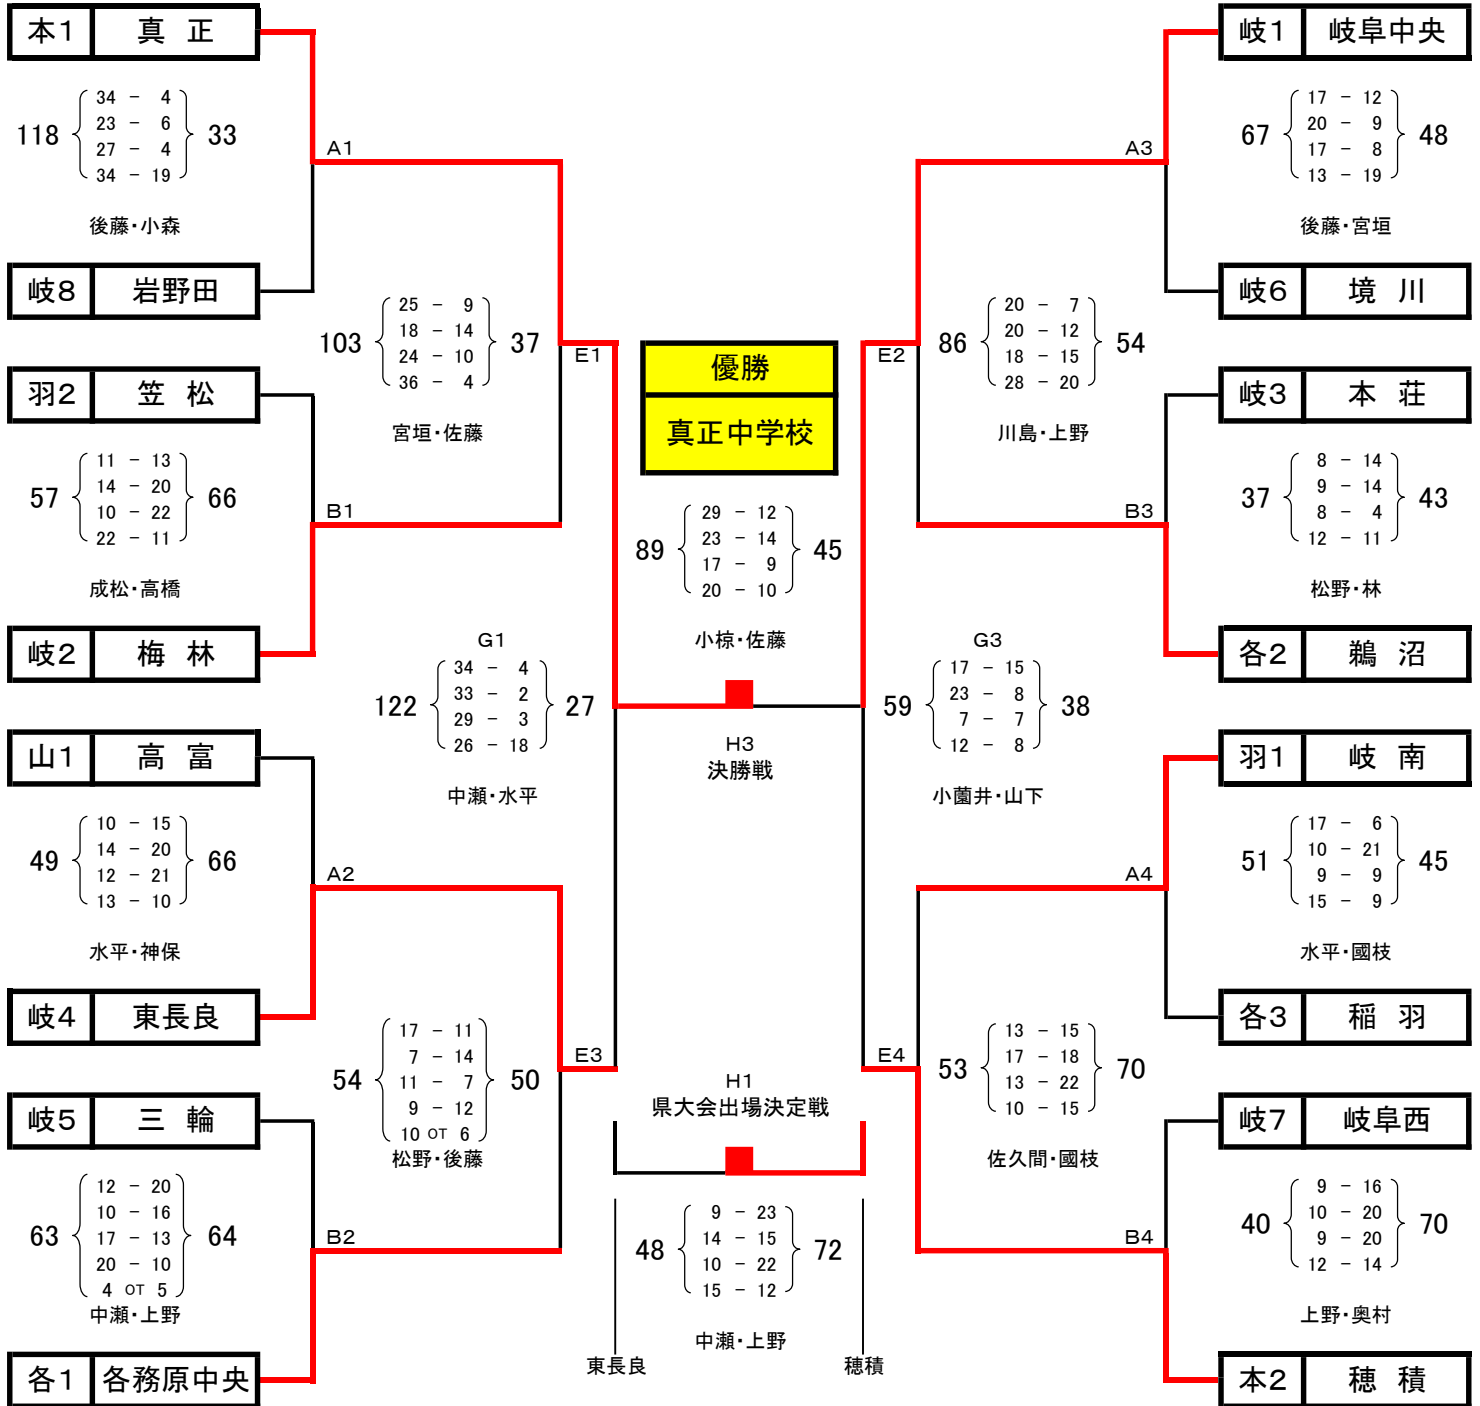 本1 真 正
118 33
34 - 4
23 - 6
27 - 4
34 - 19
後藤・小森
A1
岐8 岩野田
103 37
25 - 9
18 - 14
24 - 10
36 - 4
宮垣・佐藤
E1
羽2 笠 松
57 66
11 - 13
14 - 20
10 - 22
22 - 11
成松・高橋
B1
岐2 梅 林
G1
122 27
34 - 4
33 - 2
29 - 3
26 - 18
中瀬・水平
山1 高 富
49 66
10 - 15
14 - 20
12 - 21
13 - 10
水平・神保
A2
岐4 東長良
54 50
17 - 11
7 - 14
11 - 7
9 - 12
10 OT 6
松野・後藤
E3
岐5 三 輪
63 64
12 - 20
10 - 16
17 - 13
20 - 10
4 OT 5
中瀬・上野
B2
各1 各務原中央
優勝
真正中学校
89 45
29 - 12
23 - 14
17 - 9
20 - 10
小椋・佐藤
H3
決勝戦
H1
県大会出場決定戦
48 72
9 - 23
14 - 15
10 - 22
15 - 12
中瀬・上野
東長良 穂積
岐1 岐阜中央
67 48
17 - 12
20 - 9
17 - 8
13 - 19
後藤・宮垣
A3
岐6 境 川
E2
86 54
20 - 7
20 - 12
18 - 15
28 - 20
川島・上野
岐3 本 荘
37 43
8 - 14
9 - 14
8 - 4
12 - 11
松野・林
B3
各2 鵜 沼
G3
59 38
17 - 15
23 - 8
7 - 7
12 - 8
小薗井・山下
羽1 岐 南
51 45
17 - 6
10 - 21
9 - 9
15 - 9
水平・國枝
A4
各3 稲 羽
E4
53 70
13 - 15
17 - 18
13 - 22
10 - 15
佐久間・國枝
岐7 岐阜西
40 70
9 - 16
10 - 20
9 - 20
12 - 14
上野・奥村
B4
本2 穂 積